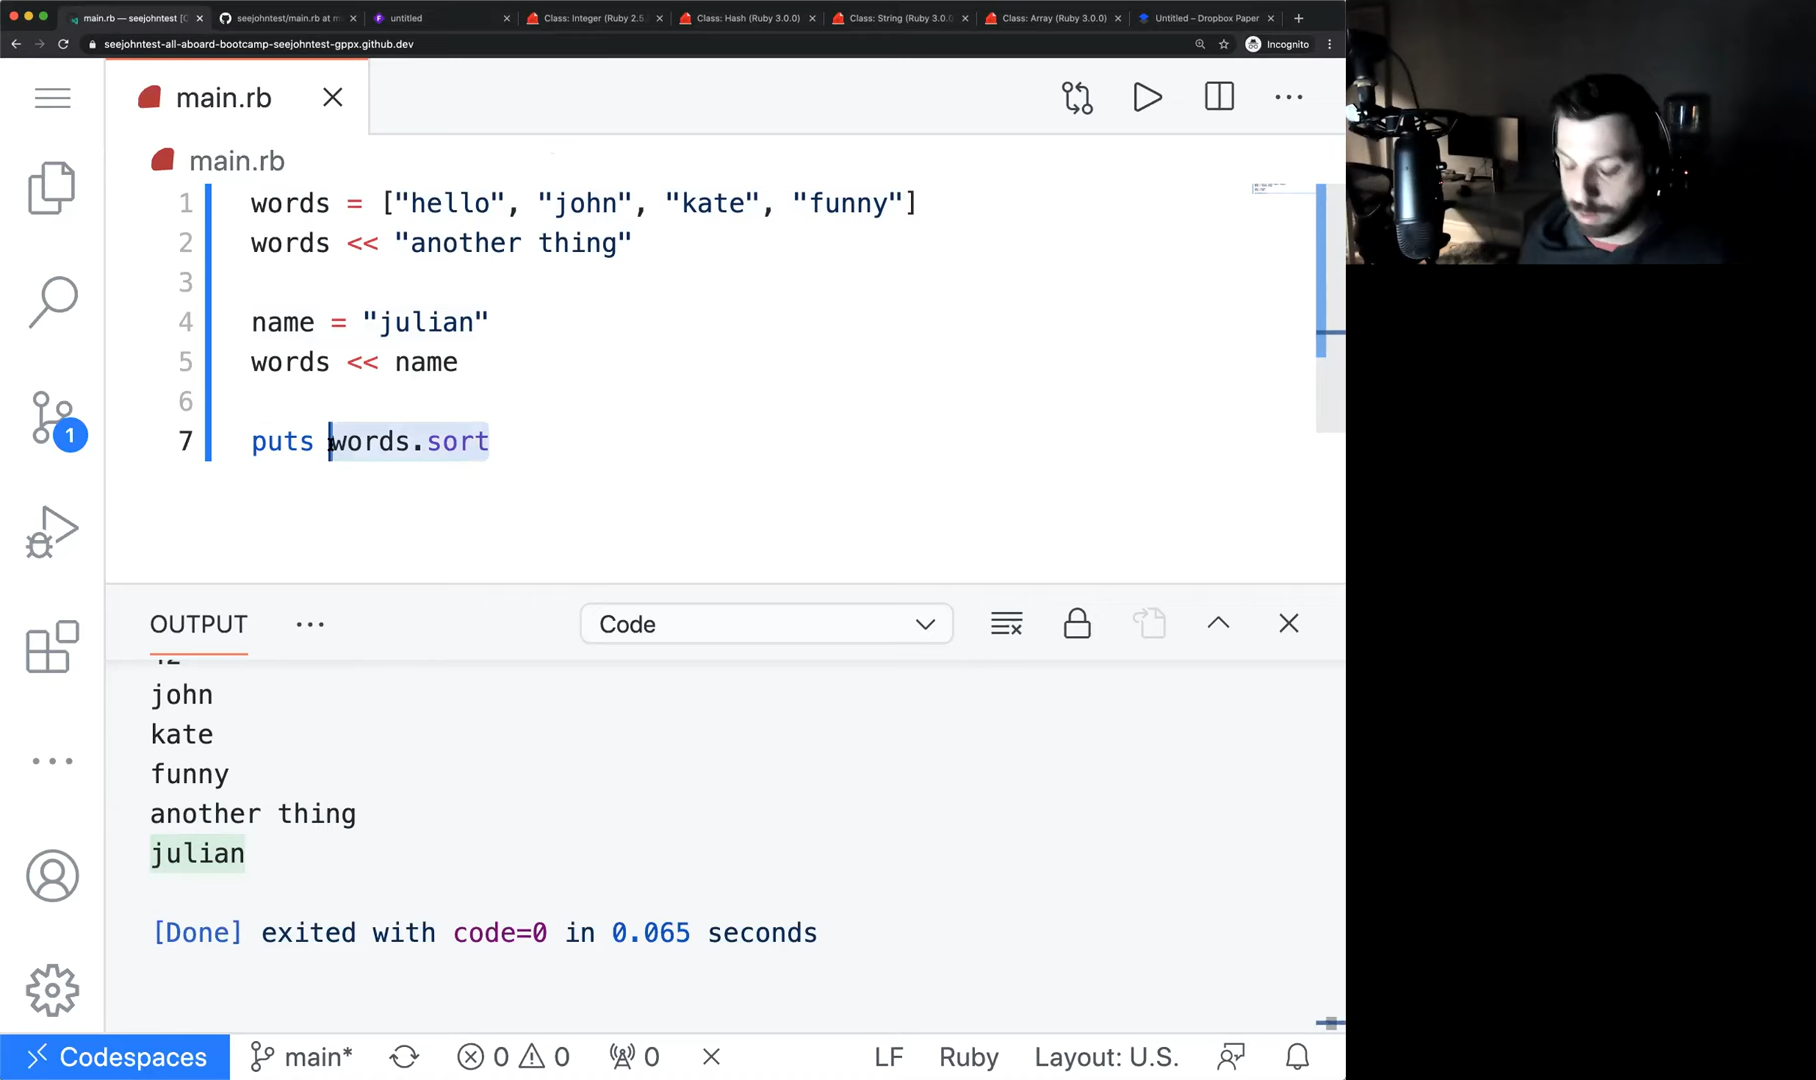 main.rb — seejohntest [C
seejohntest/main.rb at m
untitled
Class: Integer (Ruby 2.5.
Class: Hash (Ruby 3.0.0)
Class: String (Ruby 3.0.0)
Class: Array (Ruby 3.0.0)
Untitled – Dropbox Paper
seejohntest-all-aboard-bootcamp-seejohntest-gppx.github.dev
Incognito
main.rb
main.rb
1 words = ["hello", "john", "kate", "funny"]
2 words << "another thing"
3
4 name = "julian"
5 words << name
6
7 puts words.sort
1
OUTPUT
Code
john
kate
funny
another thing
julian
[Done] exited with code=0 in 0.065 seconds
Codespaces
main*
0
0
0
LF
Ruby
Layout: U.S.